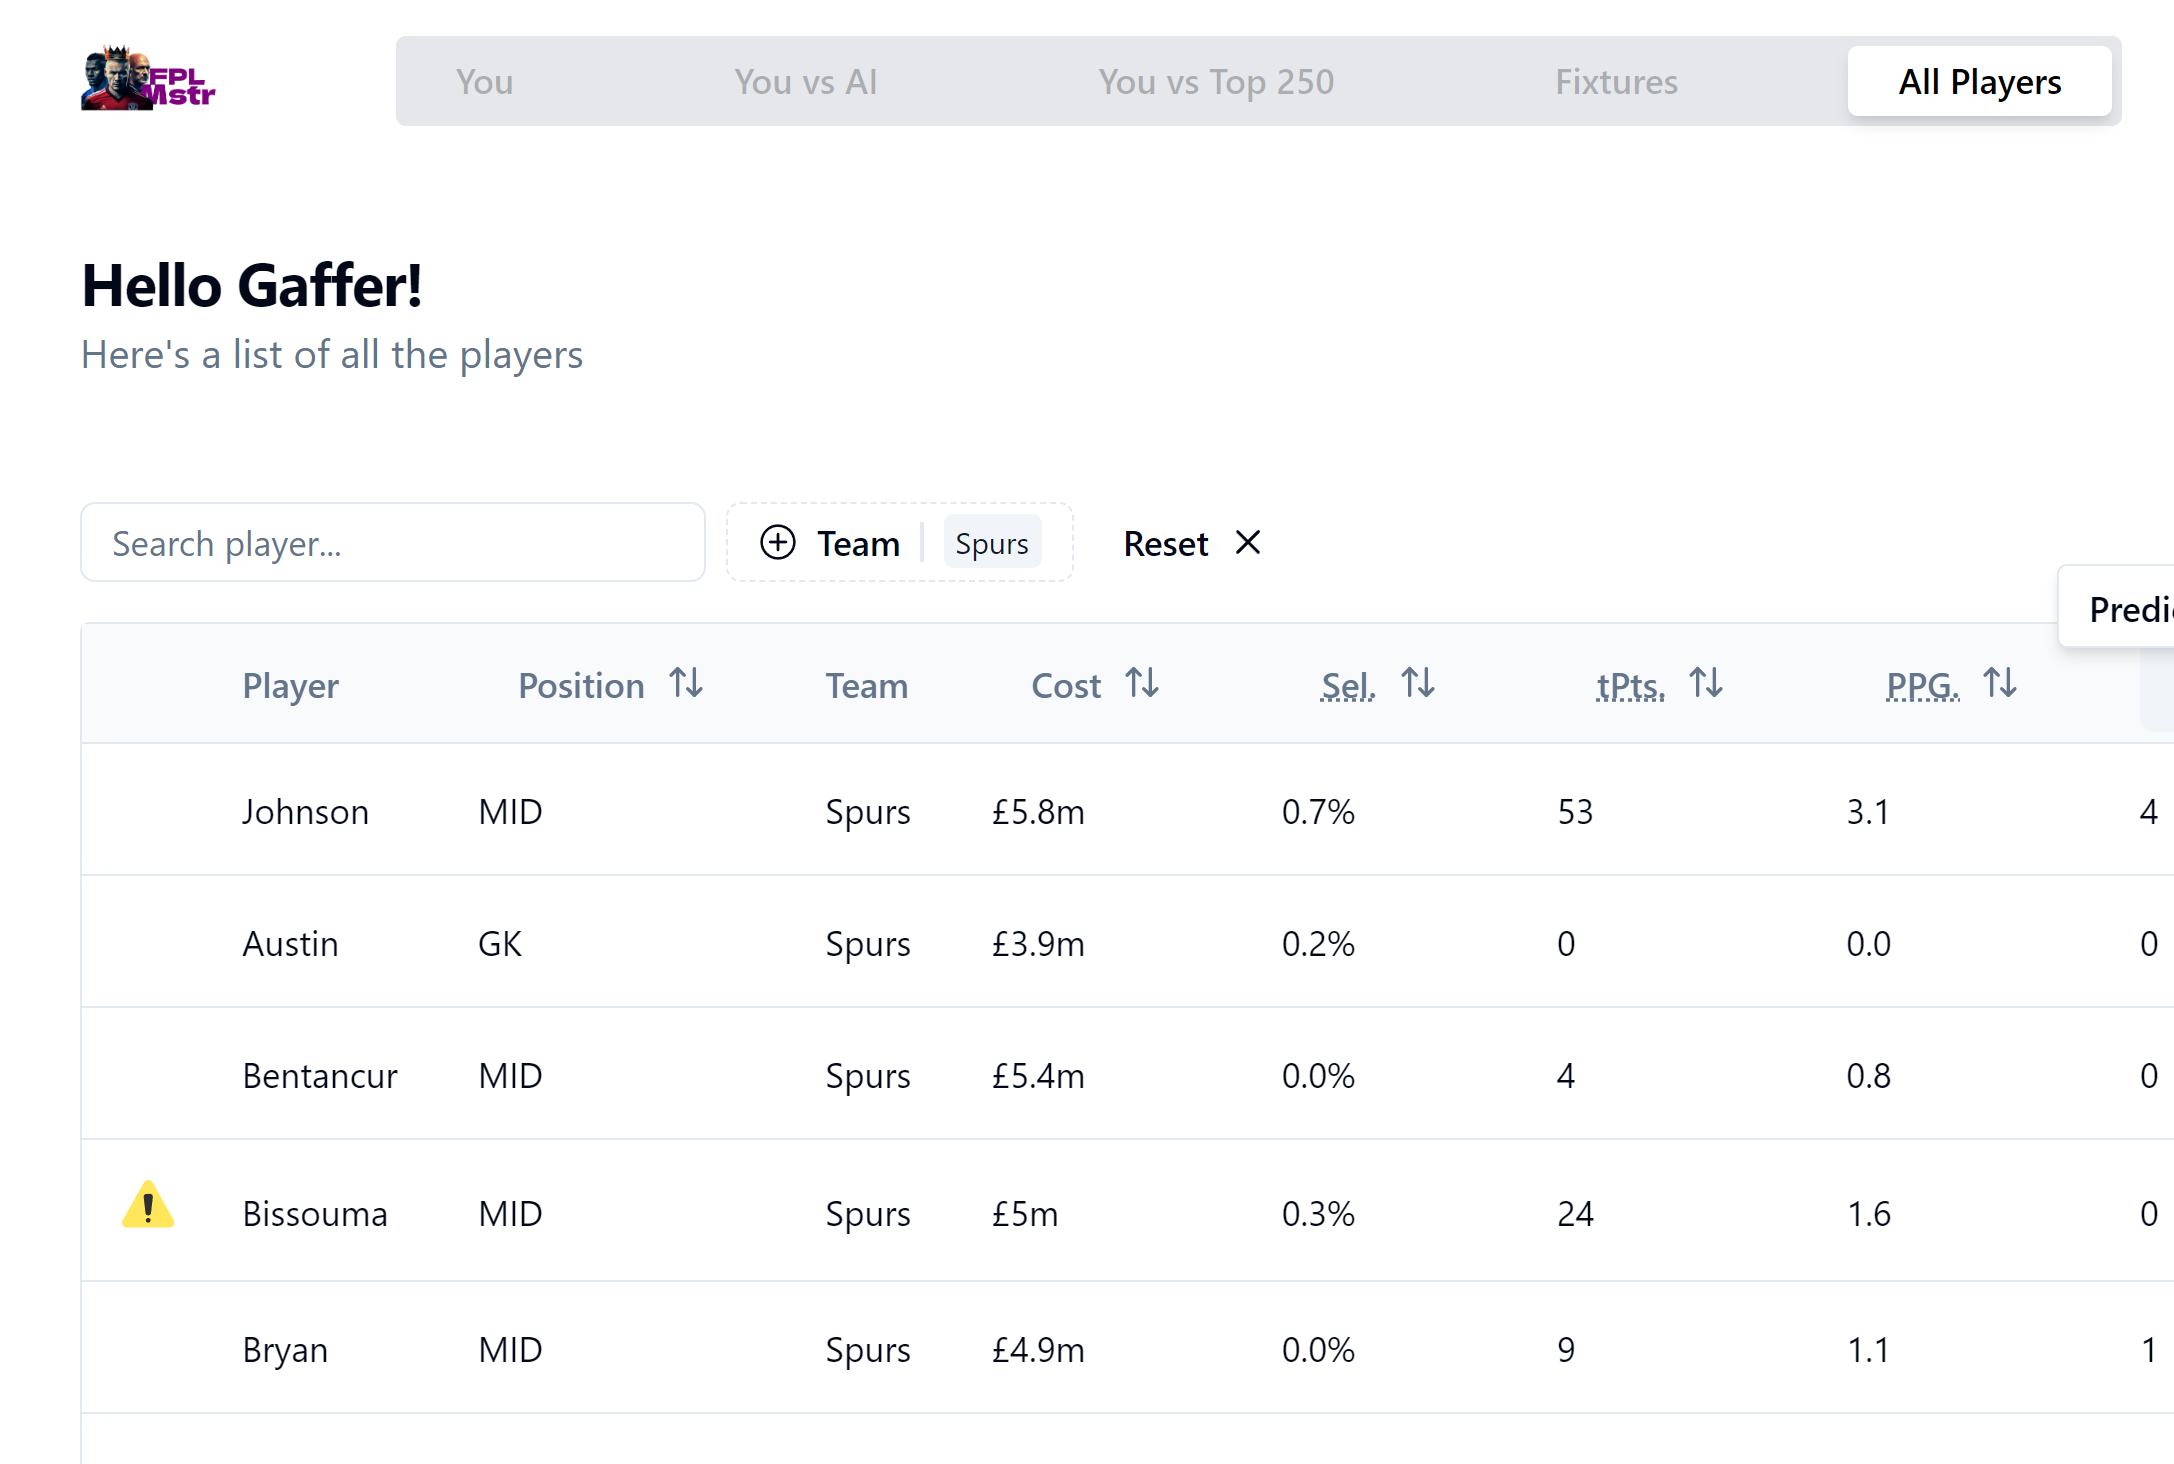 FPL
Mstr
You You vs AI You vs Top 250 Fixtures All Players
Hello Gaffer!
Here's a list of all the players
Search player... Team Spurs Reset
Player Position Team Cost Sel. tPts. PPG.
Johnson MID Spurs £5.8m 0.7% 53 3.1 4
Austin GK Spurs £3.9m 0.2% 0 0.0 0
Bentancur MID Spurs £5.4m 0.0% 4 0.8 0
Bissouma MID Spurs £5m 0.3% 24 1.6 0
Bryan MID Spurs £4.9m 0.0% 9 1.1 1